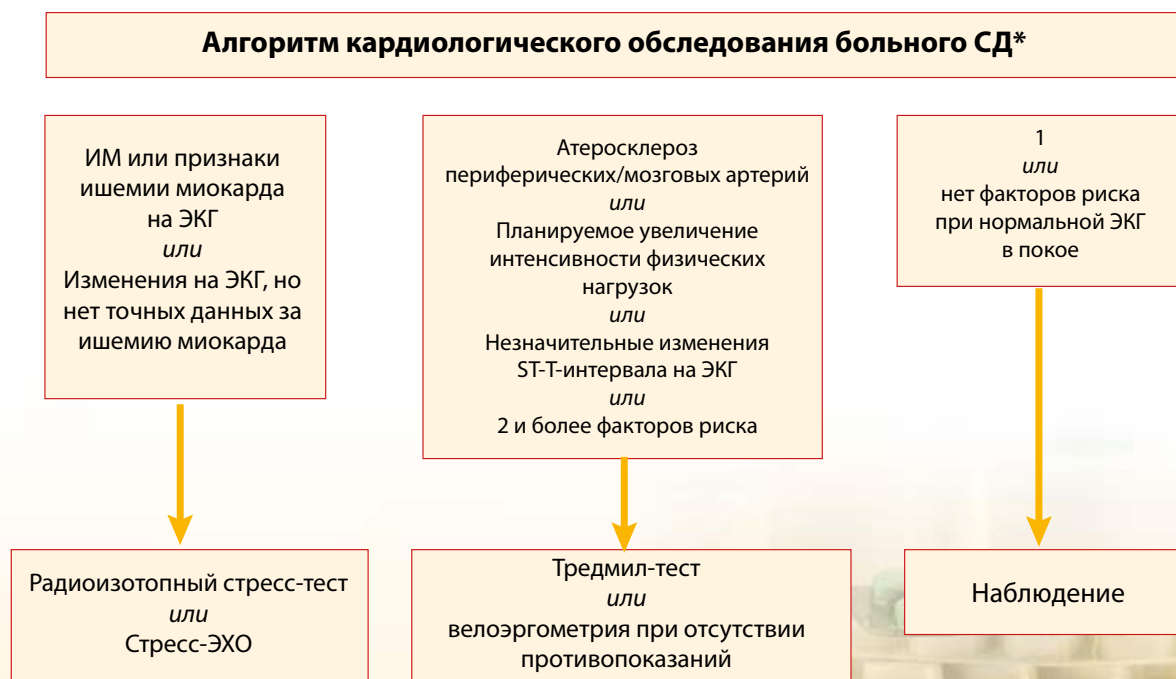 Алгоритм кардиологического обследования больного СД*
ИМ или признаки
ишемии миокарда
на ЭКГ
или
Изменения на ЭКГ, но
нет точных данных за
ишемию миокарда
Атеросклероз
периферических/мозговых артерий
или
Планируемое увеличение
интенсивности физических
нагрузок
или
Незначительные изменения
ST-T-интервала на ЭКГ
или
2 и более факторов риска
1
или
нет факторов риска
при нормальной ЭКГ
в покое
Радиоизотопный стресс-тест
или
Стресс-ЭХО
Тредмил-тест
или
велоэргометрия при отсутствии
противопоказаний
Наблюдение